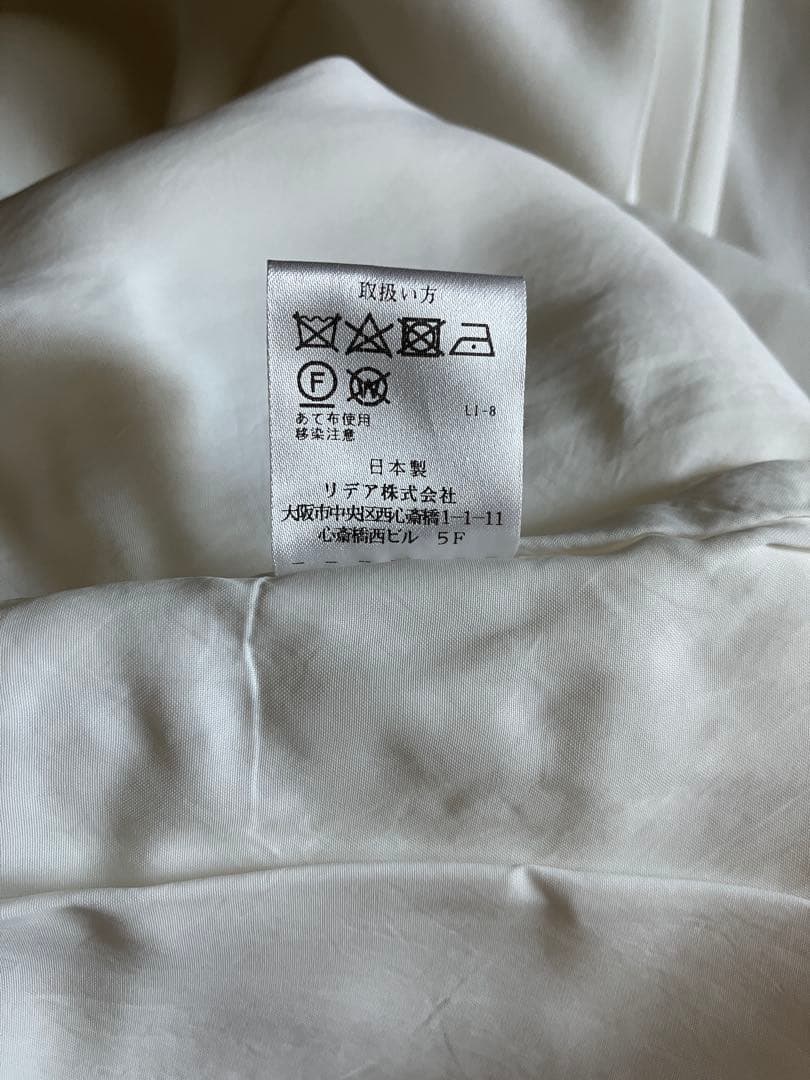 取扱い方
F W
LI-8
あて布使用
移染注意
日本製
リデア株式会社
大阪市中央区西心斎橋1-1-11
心斎橋西ビル 5F